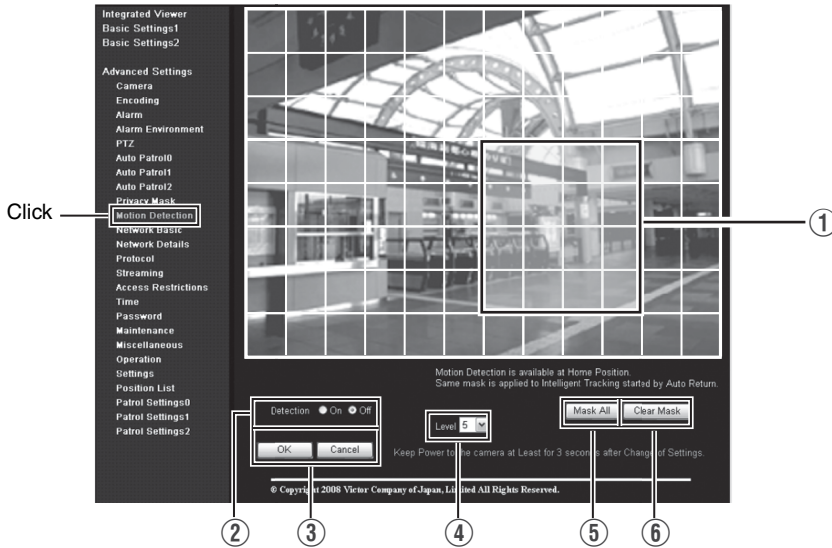 Integrated Viewer
Basic Settings1
Basic Settings2
Advanced Settings
Camera
Encoding
Alarm
Alarm Environment
PTZ
Auto Patrol0
Auto Patrol1
Auto Patrol2
Privacy Mask
Motion Detection
Network Basic
Network Details
Protocol
Streaming
Access Restrictions
Time
Password
Maintenance
Miscellaneous
Operation
Settings
Position List
Patrol Settings0
Patrol Settings1
Patrol Settings2
Click
①
Motion Detection is available at Home Position.
Same mask is applied to Intelligent Tracking started by Auto Return.
Detection On Off
Level 5
Mask All Clear Mask
OK Cancel
Keep Power to the camera at Least for 3 seconds after Change of Settings.
© Copyright 2008 Victor Company of Japan, Limited All Rights Reserved.
② ③ ④ ⑤ ⑥